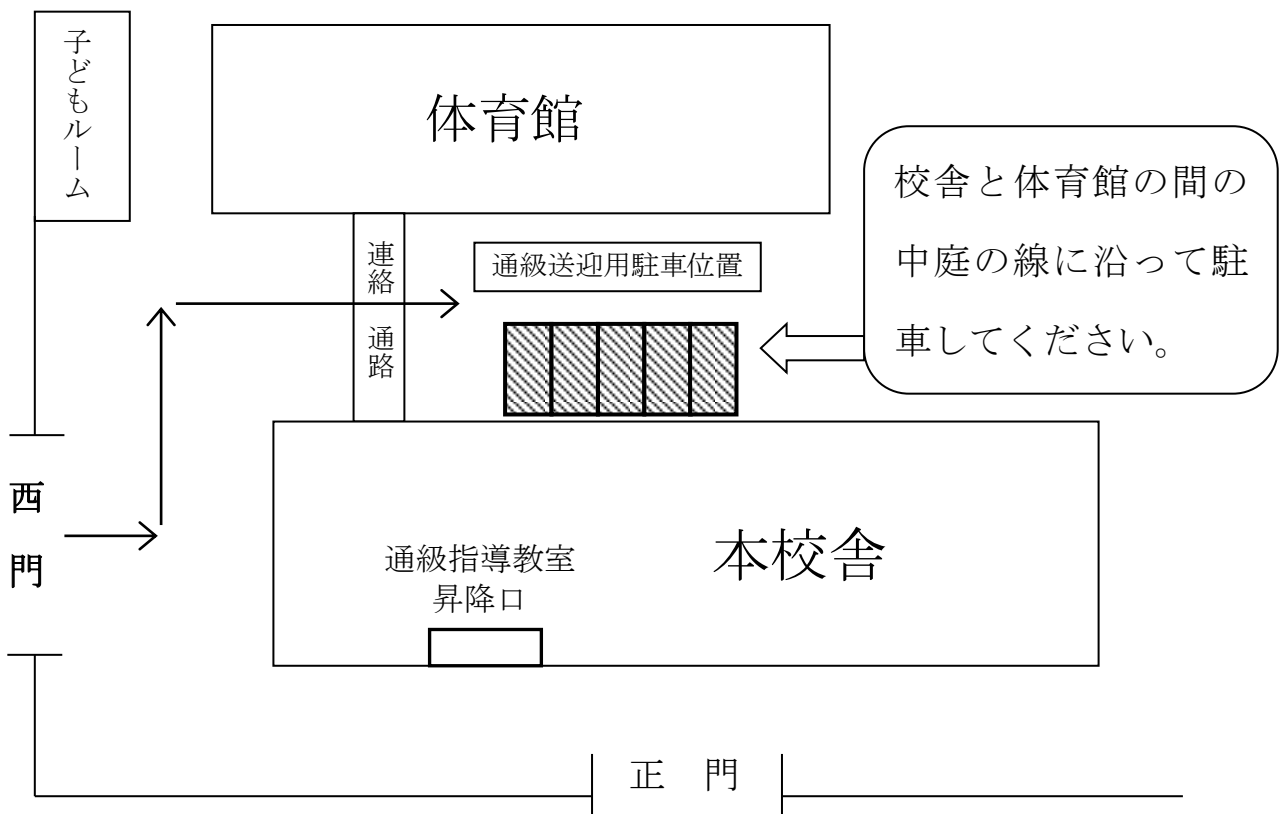 子どもルーム
体育館
校舎と体育館の間の
中庭の線に沿って駐
車してください。
連絡通路
通級送迎用駐車位置
西門
通級指導教室
昇降口
本校舎
正 門